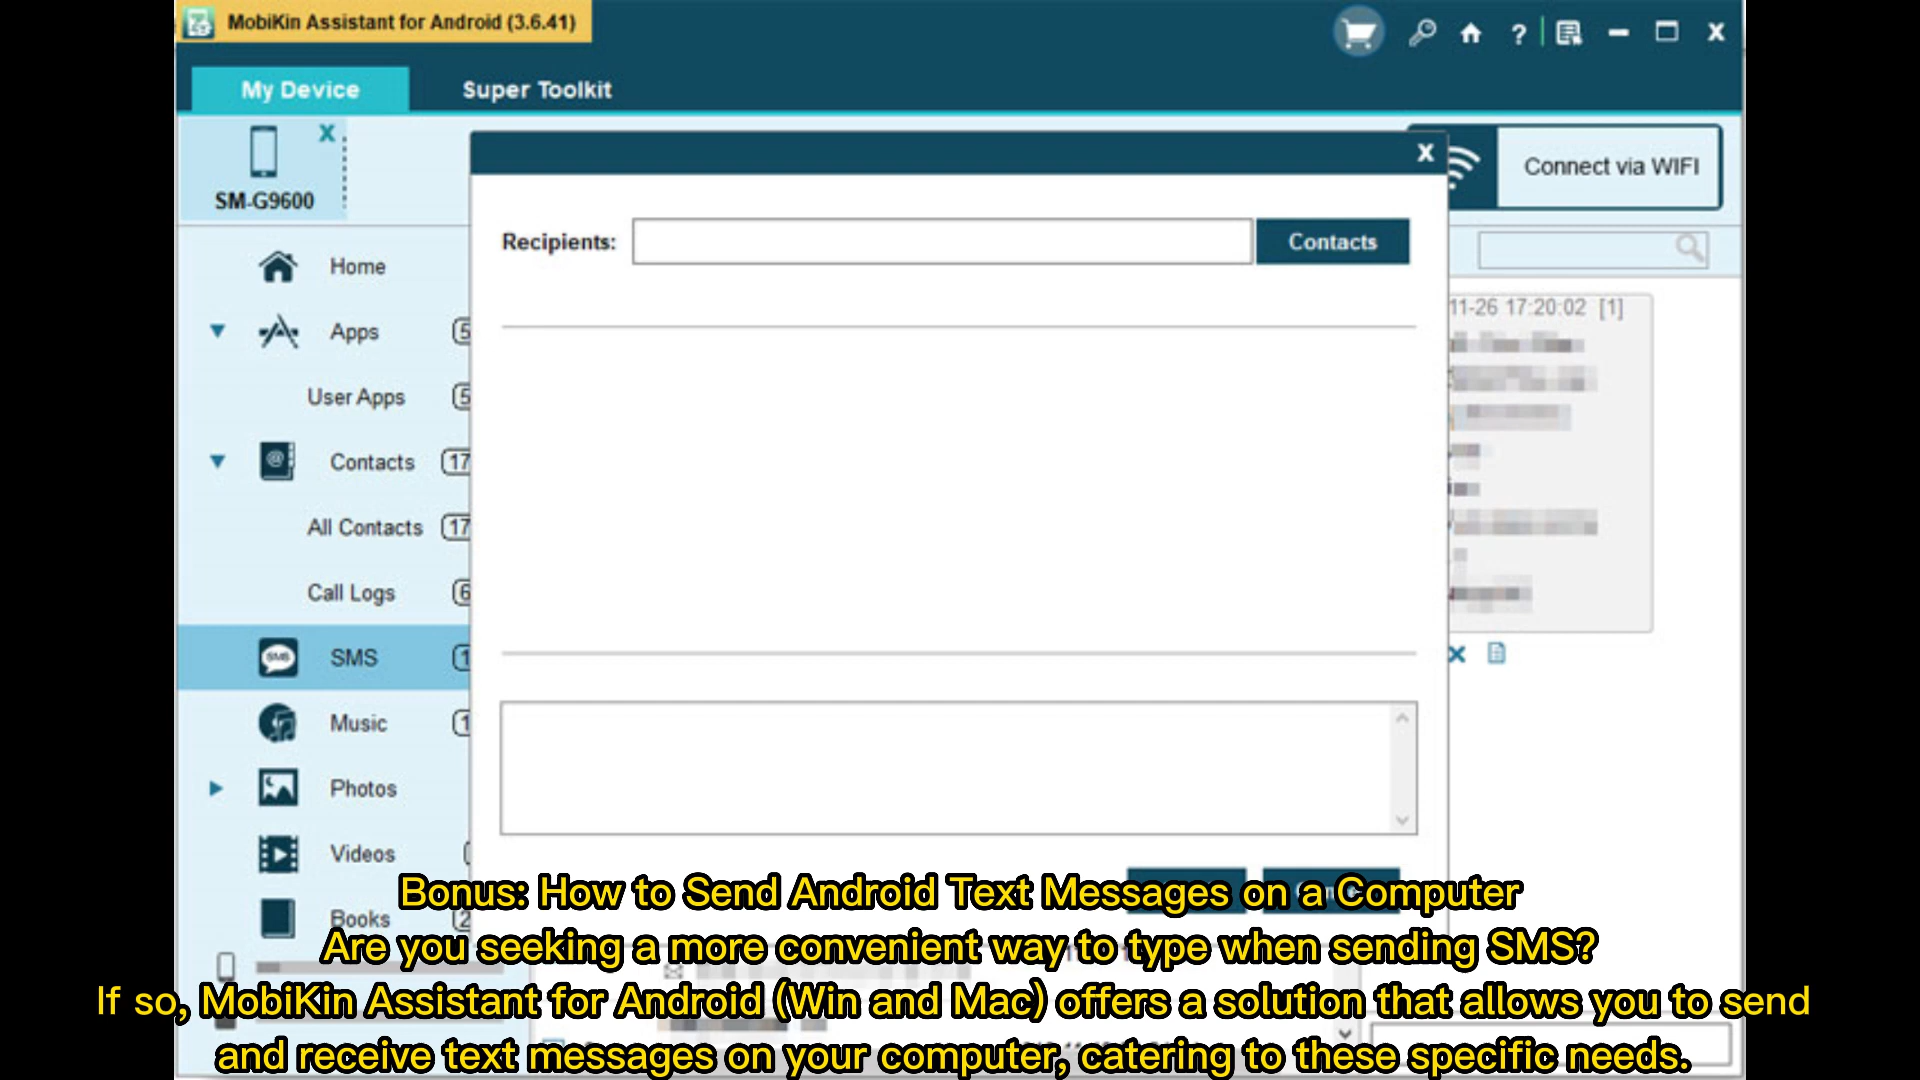 MobiKin Assistant for Android (3.6.41)
?
My Device
Super Toolkit
SM-G9600
X
Connect via WIFI
Recipients:
Contacts
Home
Apps
User Apps
Contacts
17
All Contacts
17
Call Logs
SMS
Music
Photos
Videos
Books
11-26 17:20:02 [1]
Bonus: How to Send Android Text Messages on a Computer
Are you seeking a more convenient way to type when sending SMS?
If so, MobiKin Assistant for Android (Win and Mac) offers a solution that allows you to send
and receive text messages on your computer, catering to these specific needs.